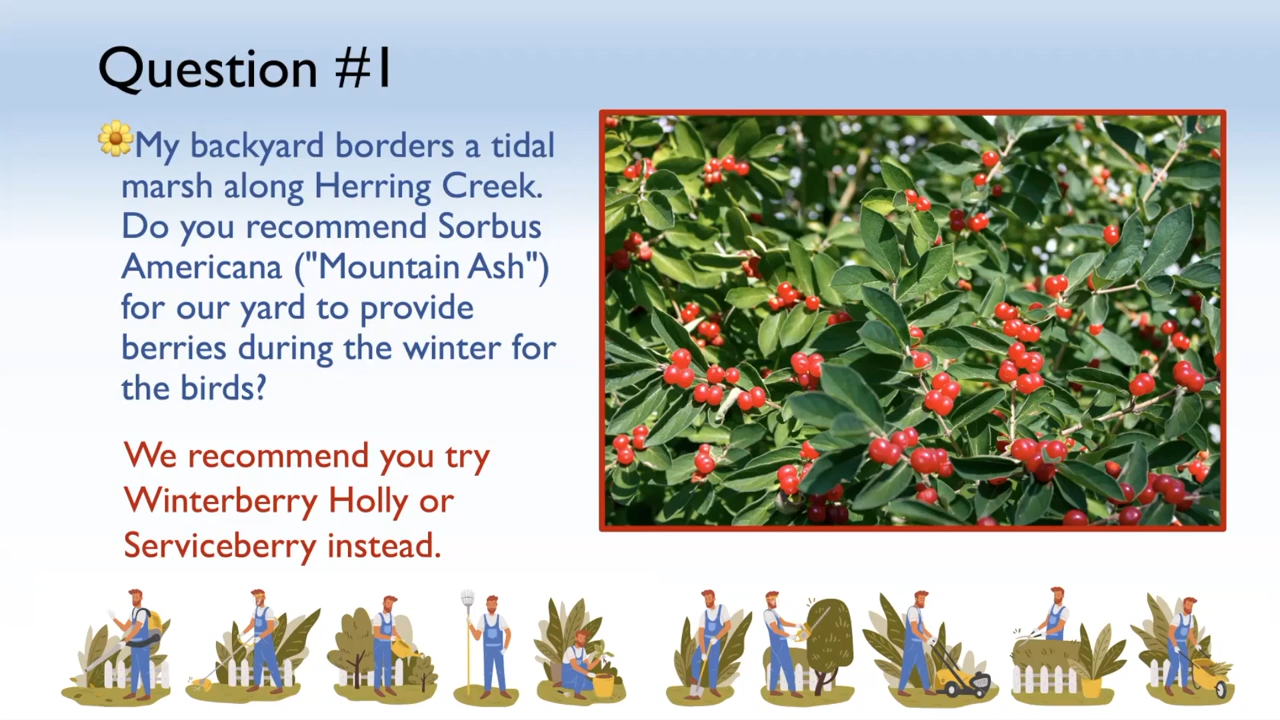 Question #1
My backyard borders a tidal
marsh along Herring Creek.
Do you recommend Sorbus
Americana ("Mountain Ash")
for our yard to provide
berries during the winter for
the birds?
We recommend you try
Winterberry Holly or
Serviceberry instead.